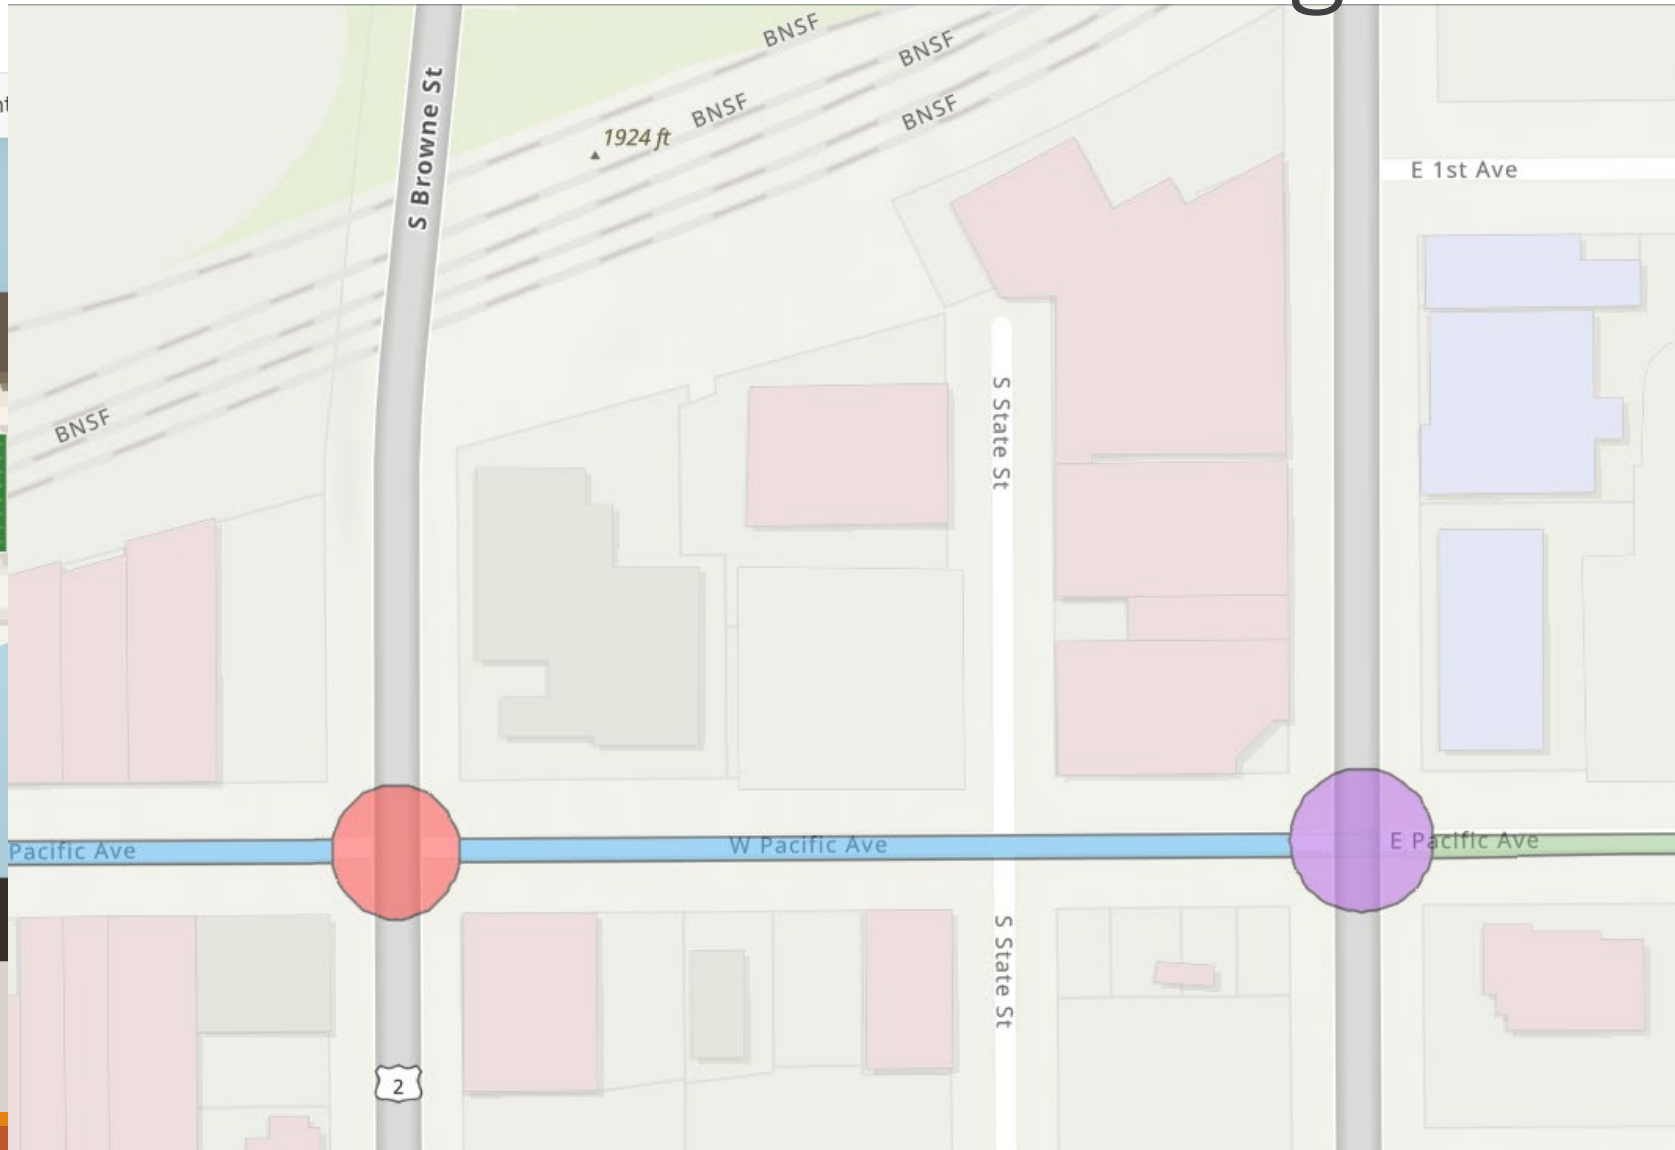 BNSF
BNSF
BNSF
BNSF
1924 ft
S Browne St
E 1st Ave
S State St
BNSF
Pacific Ave
W Pacific Ave
E Pacific Ave
S State St
2